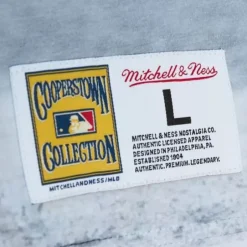 COOPERSTOWN
COLLECTION
MITCHELLANDNESS/MLB
Mitchell & Ness
L
MITCHELL & NESS NOSTALGIA CO.
AUTHENTIC LICENSED APPAREL
DESIGNED IN PHILADELPHIA, PA
ESTABLISHED 1904
AUTHENTIC. PREMIUM. LEGENDARY.